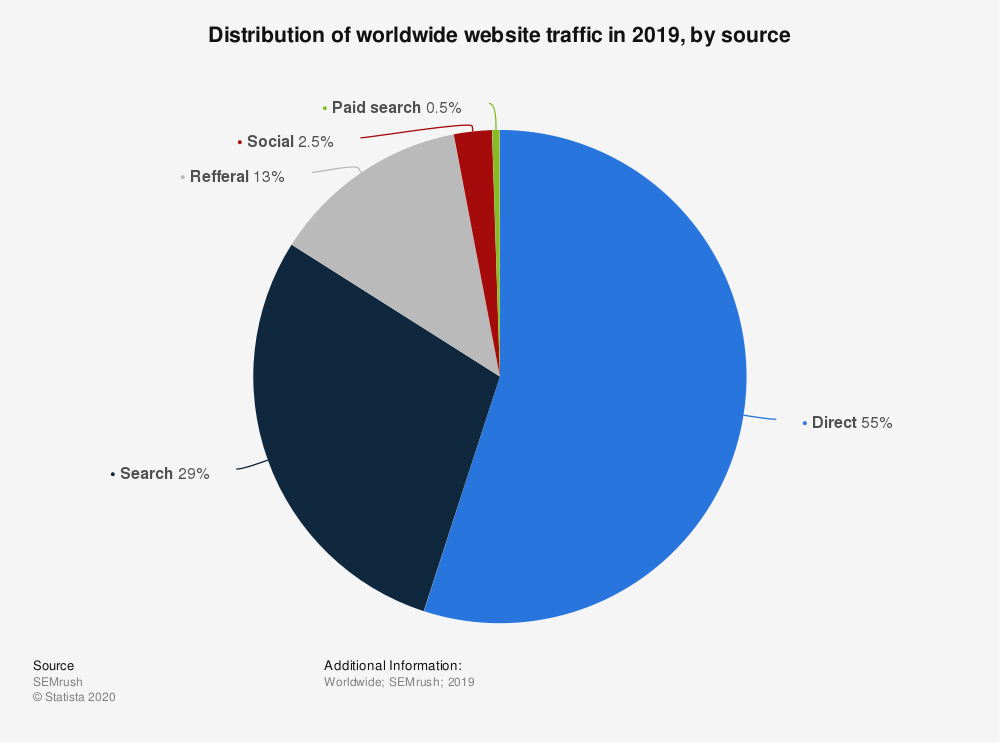 Distribution of worldwide website traffic in 2019, by source
• Paid search 0.5%
• Social 2.5%
• Refferal 13%
• Direct 55%
• Search 29%
Source
SEMrush
© Statista 2020
Additional Information:
Worldwide; SEMrush; 2019